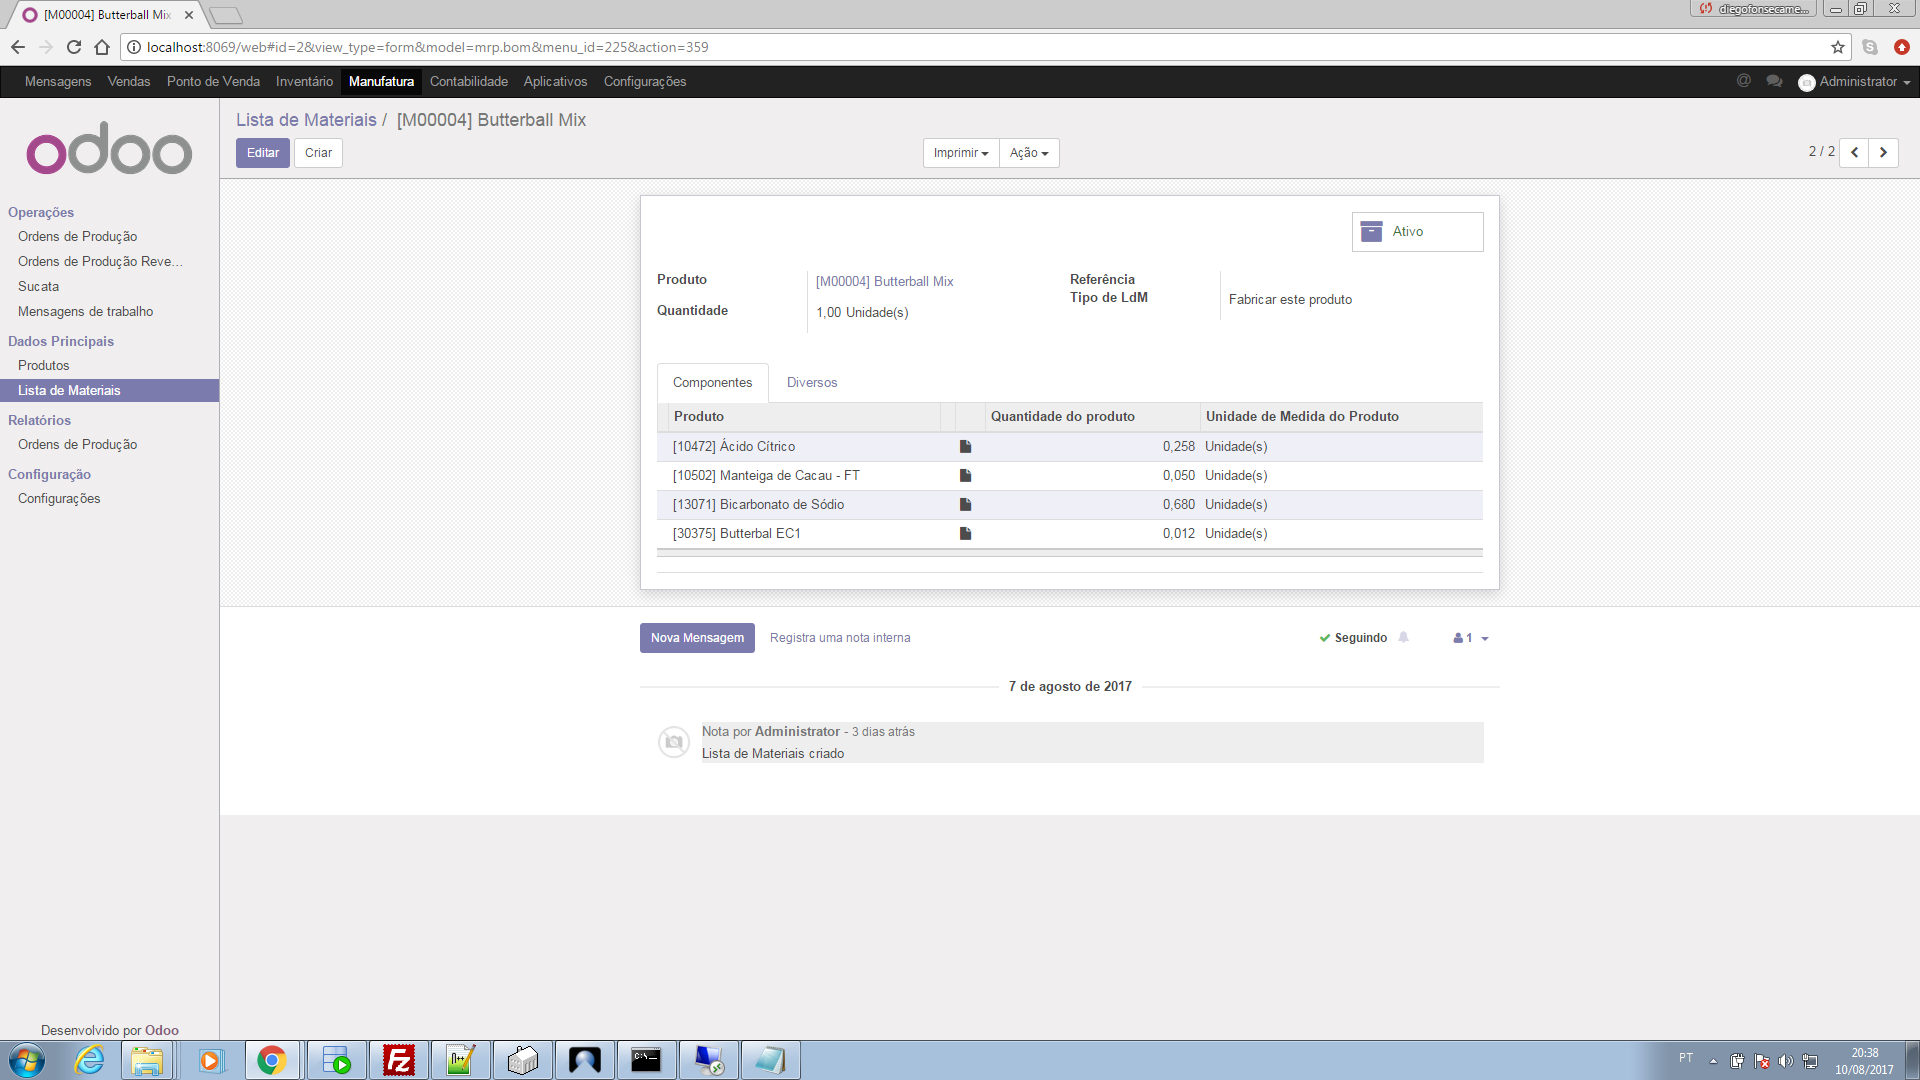 [M00004] Butterball Mix
diegofonsecame...
localhost:8069/web#id=2&view_type=form&model=mrp.bom&menu_id=225&action=359
Mensagens Vendas Ponto de Venda Inventário Manufatura Contabilidade Aplicativos Configurações
@ Administrator
odoo
Lista de Materiais / [M00004] Butterball Mix
Editar Criar
Imprimir Ação
2 / 2
Operações
Ordens de Produção
Ordens de Produção Reve...
Sucata
Mensagens de trabalho
Dados Principais
Produtos
Lista de Materiais
Relatórios
Ordens de Produção
Configuração
Configurações
Desenvolvido por Odoo
Ativo
Produto [M00004] Butterball Mix
Quantidade 1,00 Unidade(s)
Referência
Tipo de LdM Fabricar este produto
Componentes Diversos
Produto Quantidade do produto Unidade de Medida do Produto
[10472] Ácido Cítrico 0,258 Unidade(s)
[10502] Manteiga de Cacau - FT 0,050 Unidade(s)
[13071] Bicarbonato de Sódio 0,680 Unidade(s)
[30375] Butterbal EC1 0,012 Unidade(s)
Nova Mensagem Registra uma nota interna
Seguindo 1
7 de agosto de 2017
Nota por Administrator - 3 dias atrás
Lista de Materiais criado
PT
20:38
10/08/2017